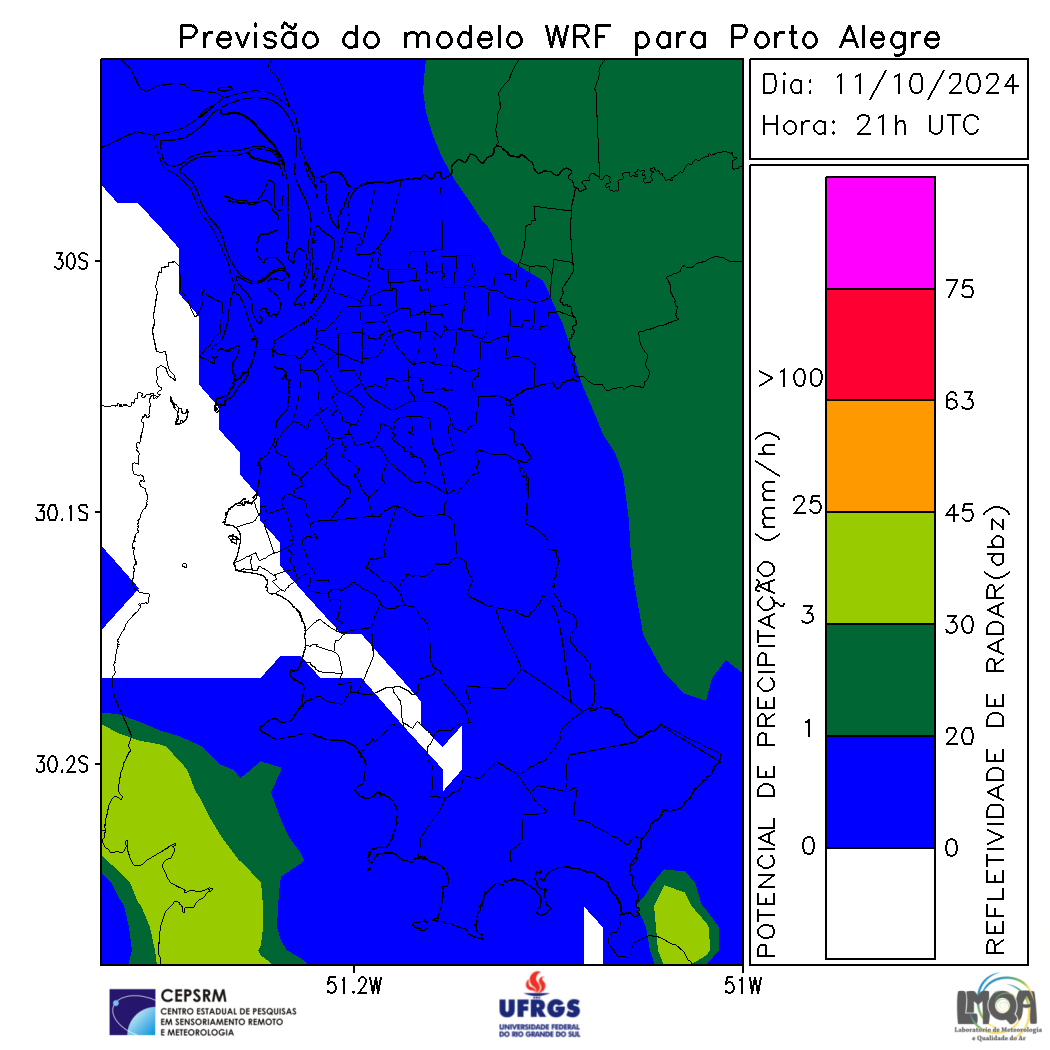 Previsão do modelo WRF para Porto Alegre
Dia: 11/10/2024
Hora: 21h UTC
30S
30.1S
30.2S
51.2W
51W
POTENCIAL DE PRECIPITAÇÃO (mm/h)
>100
25
3
1
0
75
63
45
30
20
0
REFLETIVIDADE DE RADAR(dbz)
CEPSRM
CENTRO ESTADUAL DE PESQUISAS
EM SENSORIAMENTO REMOTO
E METEOROLOGIA
UFRGS
UNIVERSIDADE FEDERAL
DO RIO GRANDE DO SUL
LMQA
Laboratório de Meteorologia
e Qualidade do Ar